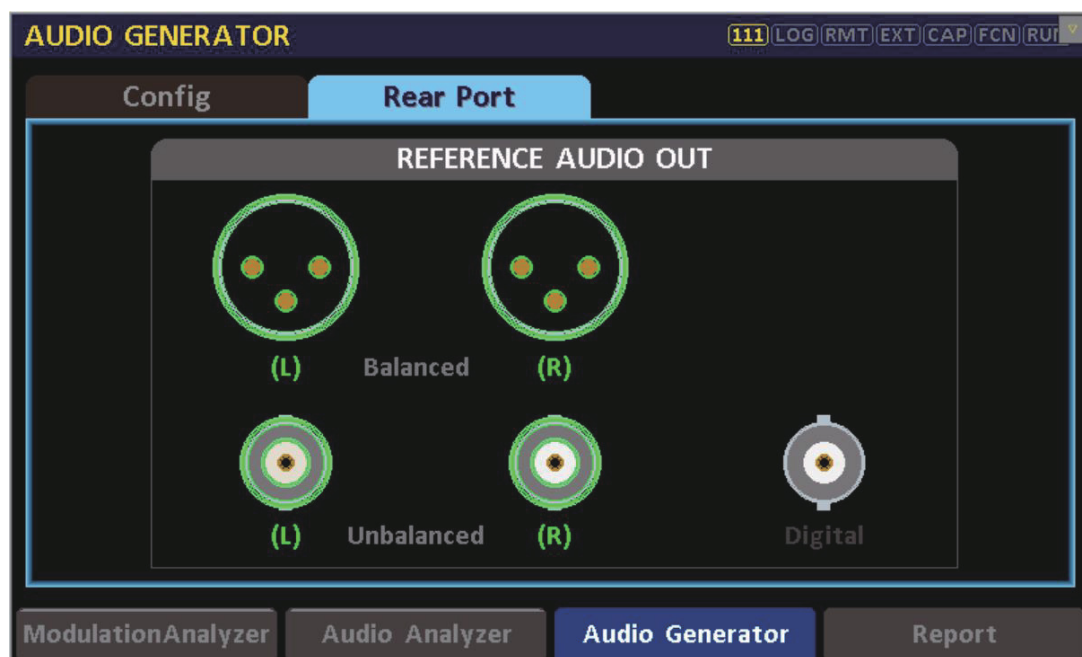 AUDIO GENERATOR 111 LOG RMT EXT CAP FCN
Config Rear Port
REFERENCE AUDIO OUT
(L) Balanced (R)
(L) Unbalanced (R) Digital
ModulationAnalyzer Audio Analyzer Audio Generator Report